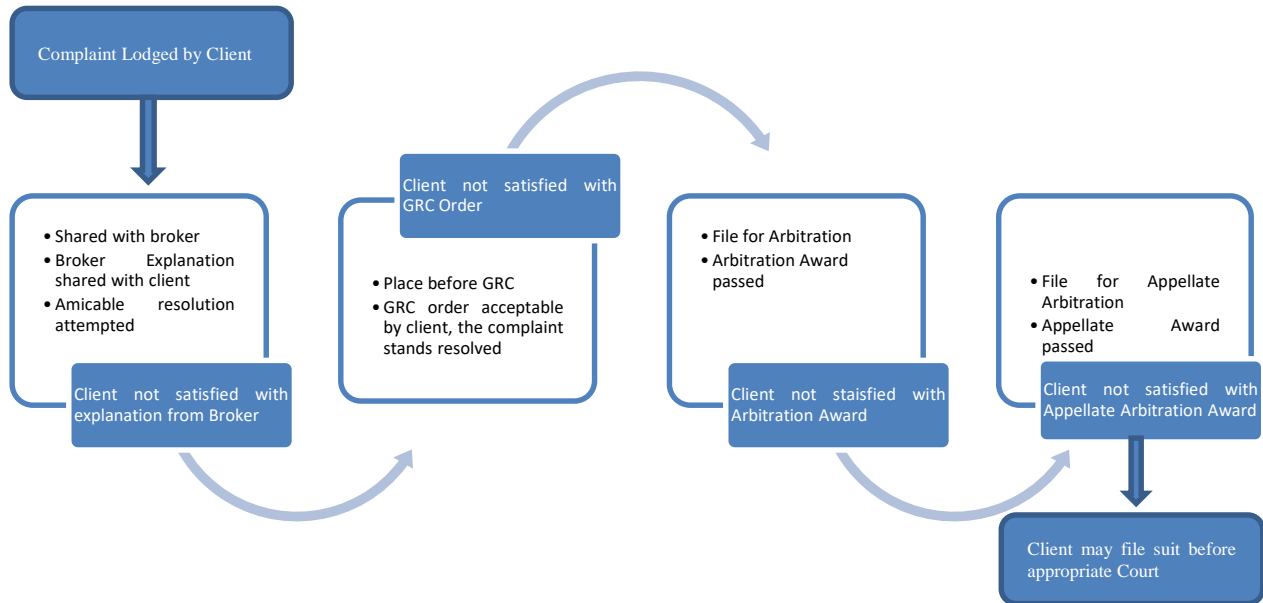 Complaint Lodged by Client
• Shared with broker
• Broker Explanation
shared with client
• Amicable resolution
attempted
Client not satisfied with
explanation from Broker
Client not satisfied with
GRC Order
• Place before GRC
• GRC order acceptable
by client, the complaint
stands resolved
• File for Arbitration
• Arbitration Award
passed
Client not staisfied with
Arbitration Award
• File for Appellate
Arbitration
• Appellate Award
passed
Client not satisfied with
Appellate Arbitration Award
Client may file suit before
appropriate Court